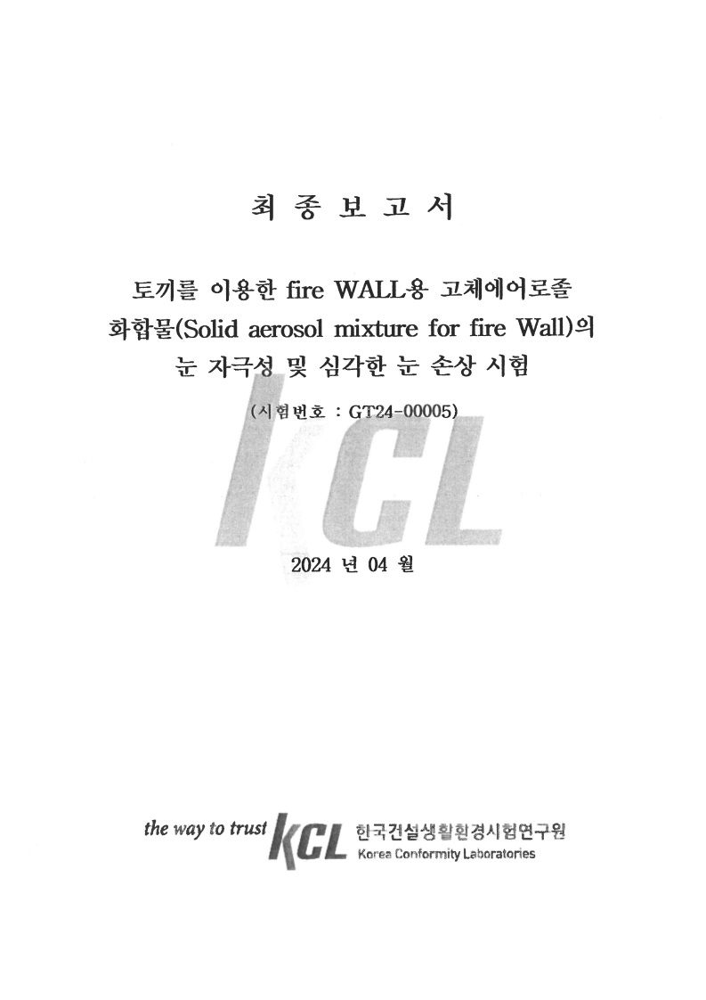 최 종 보 고 서
토끼를 이용한 fire WALL용 고체에어로졸
화합물(Solid aerosol mixture for fire Wall)의
눈 자극성 및 심각한 눈 손상 시험
(시험번호 : GT24-00005)
KCL
2024 년 04 월
the way to trust KCL 한국건설생활환경시험연구원
Korea Conformity Laboratories